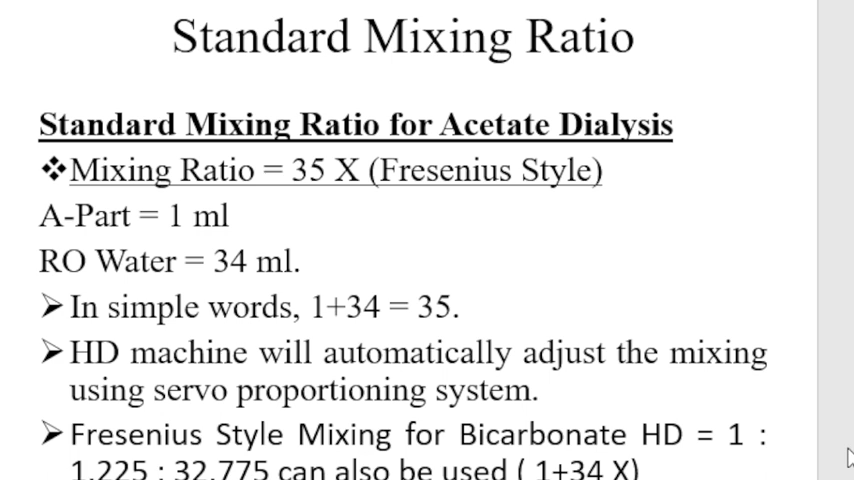 Standard Mixing Ratio
Standard Mixing Ratio for Acetate Dialysis
❖Mixing Ratio = 35 X (Fresenius Style)
A-Part = 1 ml
RO Water = 34 ml.
➢In simple words, 1+34 = 35.
➢HD machine will automatically adjust the mixing
using servo proportioning system.
➢Fresenius Style Mixing for Bicarbonate HD = 1 :
1.225 : 32.775 can also be used ( 1+34 X)